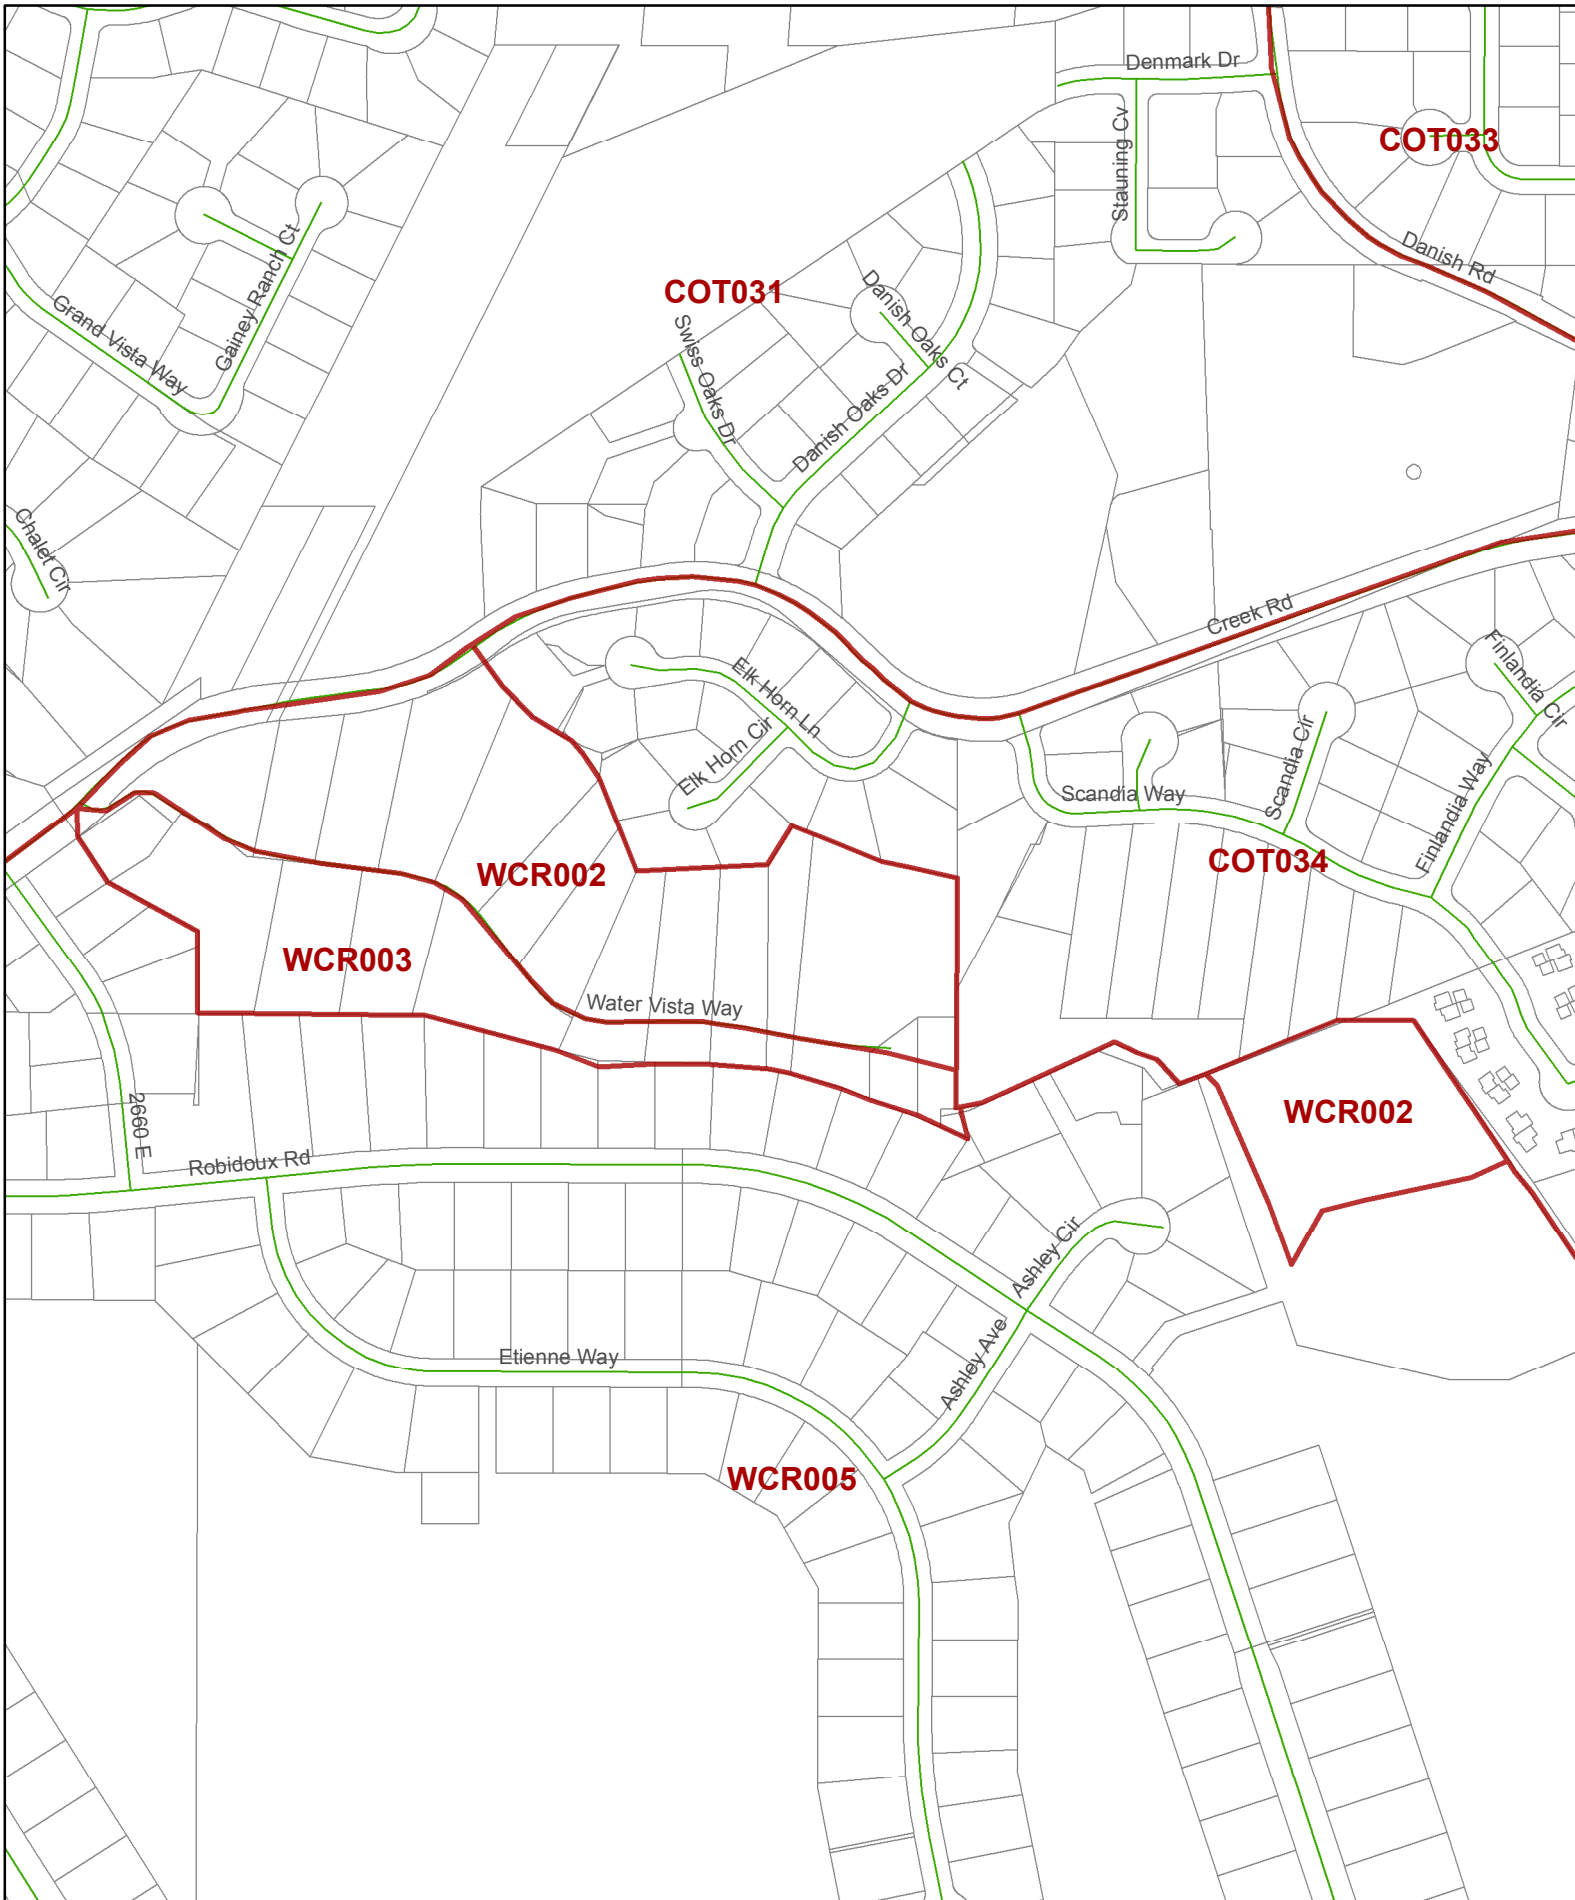 Denmark Dr
COT033
Stauning Cv
Danish Rd
Gainey Ranch Ct
COT031
Danish Oaks Ct
Grand Vista Way
Swiss Oaks Dr
Danish Oaks Dr
Chalet Cir
Creek Rd
Finlandia Cir
Elk Horn Ln
Elk Horn Cir
Scandia Cir
Scandia Way
Finlandia Way
COT034
WCR002
WCR003
Water Vista Way
WCR002
2660 E
Robidoux Rd
Ashley Cir
Etienne Way
Ashley Ave
WCR005